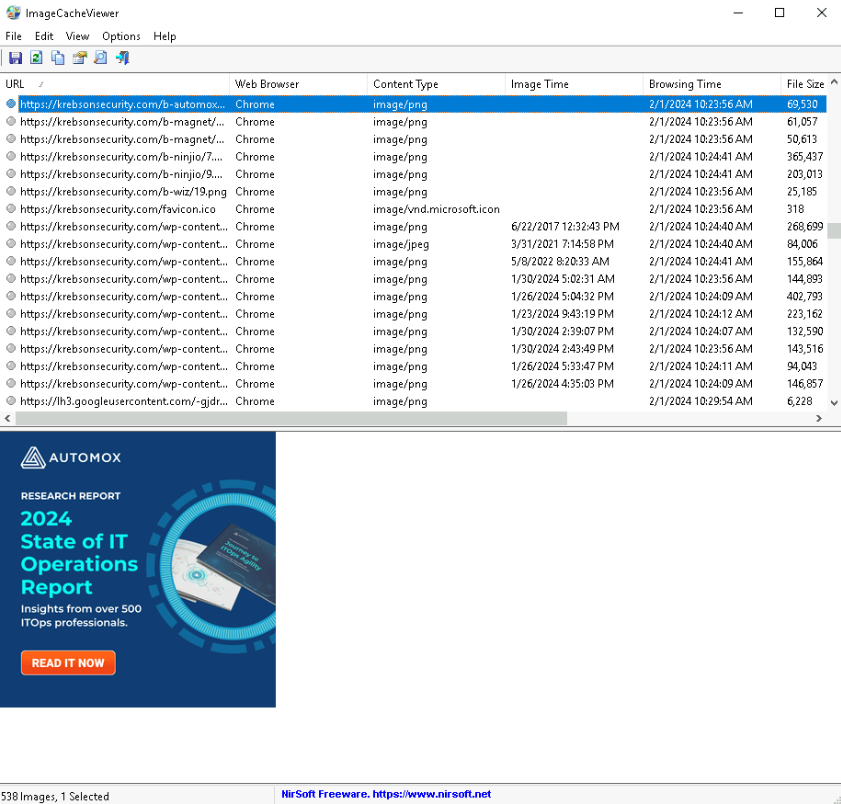 ImageCacheViewer
File Edit View Options Help
URL Web Browser Content Type Image Time Browsing Time File Size
https://krebsonsecurity.com/b-automox... Chrome image/png 2/1/2024 10:23:56 AM 69,530
https://krebsonsecurity.com/b-magnet/... Chrome image/png 2/1/2024 10:23:56 AM 61,057
https://krebsonsecurity.com/b-magnet/... Chrome image/png 2/1/2024 10:23:56 AM 50,613
https://krebsonsecurity.com/b-ninjio/7.... Chrome image/png 2/1/2024 10:24:41 AM 365,437
https://krebsonsecurity.com/b-ninjio/9.... Chrome image/png 2/1/2024 10:24:41 AM 203,013
https://krebsonsecurity.com/b-wiz/19.png Chrome image/png 2/1/2024 10:23:56 AM 25,185
https://krebsonsecurity.com/favicon.ico Chrome image/vnd.microsoft.icon 2/1/2024 10:23:56 AM 318
https://krebsonsecurity.com/wp-content... Chrome image/png 6/22/2017 12:32:43 PM 2/1/2024 10:24:40 AM 268,699
https://krebsonsecurity.com/wp-content... Chrome image/jpeg 3/31/2021 7:14:58 PM 2/1/2024 10:24:40 AM 84,006
https://krebsonsecurity.com/wp-content... Chrome image/png 5/8/2022 8:20:33 AM 2/1/2024 10:24:41 AM 155,864
https://krebsonsecurity.com/wp-content... Chrome image/png 1/30/2024 5:02:31 AM 2/1/2024 10:23:56 AM 144,893
https://krebsonsecurity.com/wp-content... Chrome image/png 1/26/2024 5:04:32 PM 2/1/2024 10:24:09 AM 402,793
https://krebsonsecurity.com/wp-content... Chrome image/png 1/23/2024 9:43:19 PM 2/1/2024 10:24:12 AM 223,162
https://krebsonsecurity.com/wp-content... Chrome image/png 1/30/2024 2:39:07 PM 2/1/2024 10:24:07 AM 132,590
https://krebsonsecurity.com/wp-content... Chrome image/png 1/30/2024 2:43:49 PM 2/1/2024 10:23:56 AM 143,516
https://krebsonsecurity.com/wp-content... Chrome image/png 1/26/2024 5:33:47 PM 2/1/2024 10:24:11 AM 94,043
https://krebsonsecurity.com/wp-content... Chrome image/png 1/26/2024 4:35:03 PM 2/1/2024 10:24:09 AM 146,857
https://lh3.googleusercontent.com/-gjdr... Chrome image/png 2/1/2024 10:29:54 AM 6,228
AUTOMOX
RESEARCH REPORT
2024
State of IT
Operations
Report
Insights from over 500
ITOps professionals.
READ IT NOW
Journey to
ITOps Agility
538 Images, 1 Selected
NirSoft Freeware. https://www.nirsoft.net